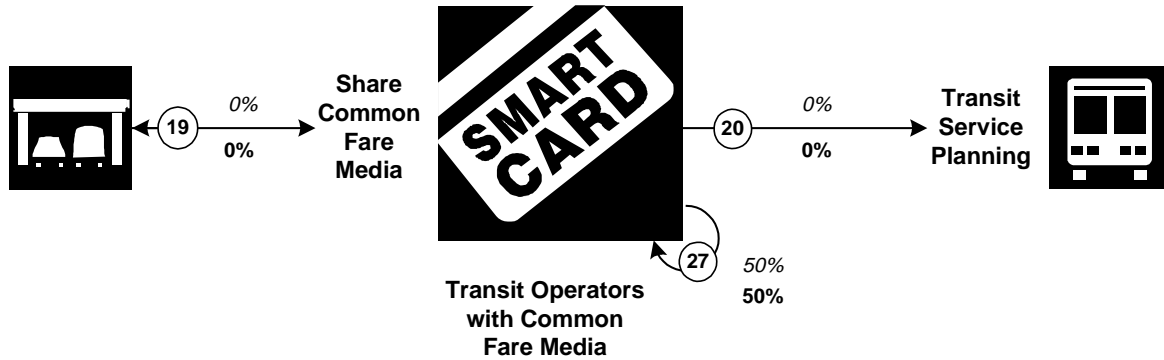 19
0%
0%
Share
Common
Fare
Media
SMART
CARD
20
0%
0%
Transit
Service
Planning
27
50%
50%
Transit Operators
with Common
Fare Media